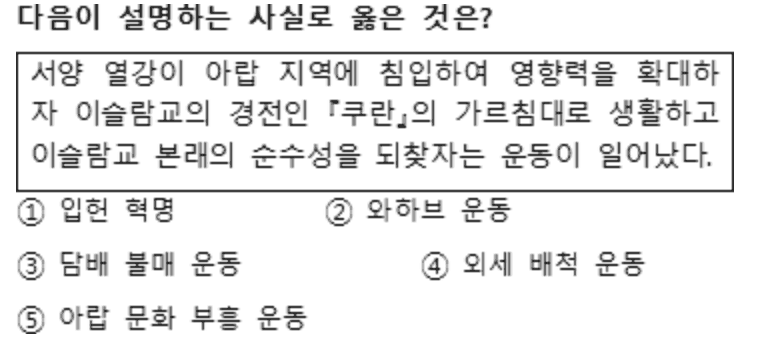 다음이 설명하는 사실로 옳은 것은?
서양 열강이 아랍 지역에 침입하여 영향력을 확대하
자 이슬람교의 경전인 『쿠란』의 가르침대로 생활하고
이슬람교 본래의 순수성을 되찾자는 운동이 일어났다.
① 입헌 혁명 ② 와하브 운동
③ 담배 불매 운동 ④ 외세 배척 운동
⑤ 아랍 문화 부흥 운동